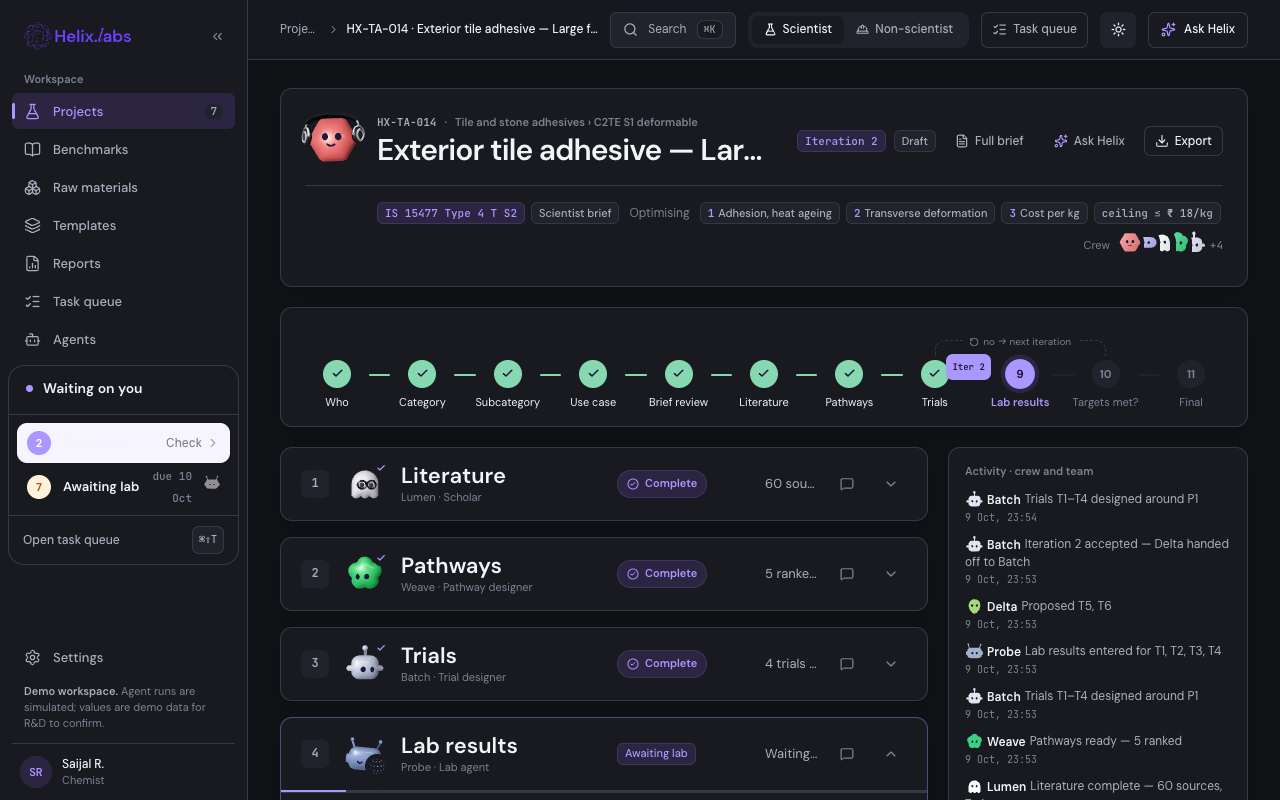 Helix./abs
Workspace
Projects 7
Benchmarks
Raw materials
Templates
Reports
Task queue
Agents
Waiting on you
2 Check
7 Awaiting lab due 10 Oct
Open task queue ⌘⇧T
Settings
Demo workspace. Agent runs are
simulated; values are demo data for
R&D to confirm.
SR Saijal R.
Chemist
Proje... › HX-TA-014 · Exterior tile adhesive — Large f...
Search ⌘K
Scientist
Non-scientist
Task queue
Ask Helix
HX-TA-014 · Tile and stone adhesives › C2TE S1 deformable
Exterior tile adhesive — Lar...
Iteration 2
Draft
Full brief
Ask Helix
Export
IS 15477 Type 4 T S2
Scientist brief
Optimising
1 Adhesion, heat ageing
2 Transverse deformation
3 Cost per kg
ceiling ≤ ₹ 18/kg
Crew +4
no → next iteration
Iter 2
9
10
11
Who
Category
Subcategory
Use case
Brief review
Literature
Pathways
Trials
Lab results
Targets met?
Final
1 Literature
Lumen · Scholar
Complete
60 sou...
2 Pathways
Weave · Pathway designer
Complete
5 ranke...
3 Trials
Batch · Trial designer
Complete
4 trials ...
4 Lab results
Probe · Lab agent
Awaiting lab
Waiting...
Activity · crew and team
Batch Trials T1–T4 designed around P1
9 Oct, 23:54
Batch Iteration 2 accepted — Delta handed
off to Batch
9 Oct, 23:53
Delta Proposed T5, T6
9 Oct, 23:53
Probe Lab results entered for T1, T2, T3, T4
9 Oct, 23:53
Batch Trials T1–T4 designed around P1
9 Oct, 23:53
Weave Pathways ready — 5 ranked
9 Oct, 23:53
Lumen Literature complete — 60 sources,